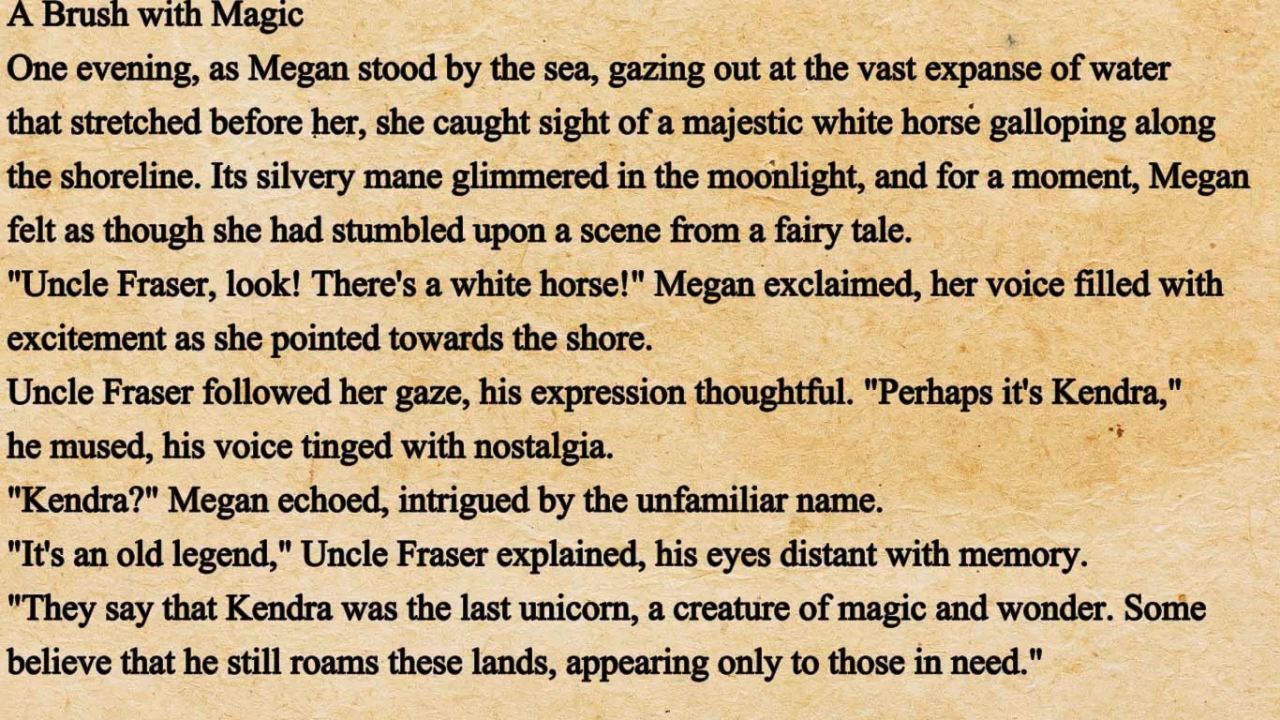 A Brush with Magic
One evening, as Megan stood by the sea, gazing out at the vast expanse of water
that stretched before her, she caught sight of a majestic white horse galloping along
the shoreline. Its silvery mane glimmered in the moonlight, and for a moment, Megan
felt as though she had stumbled upon a scene from a fairy tale.
"Uncle Fraser, look! There's a white horse!" Megan exclaimed, her voice filled with
excitement as she pointed towards the shore.
Uncle Fraser followed her gaze, his expression thoughtful. "Perhaps it's Kendra,"
he mused, his voice tinged with nostalgia.
"Kendra?" Megan echoed, intrigued by the unfamiliar name.
"It's an old legend," Uncle Fraser explained, his eyes distant with memory.
"They say that Kendra was the last unicorn, a creature of magic and wonder. Some
believe that he still roams these lands, appearing only to those in need."